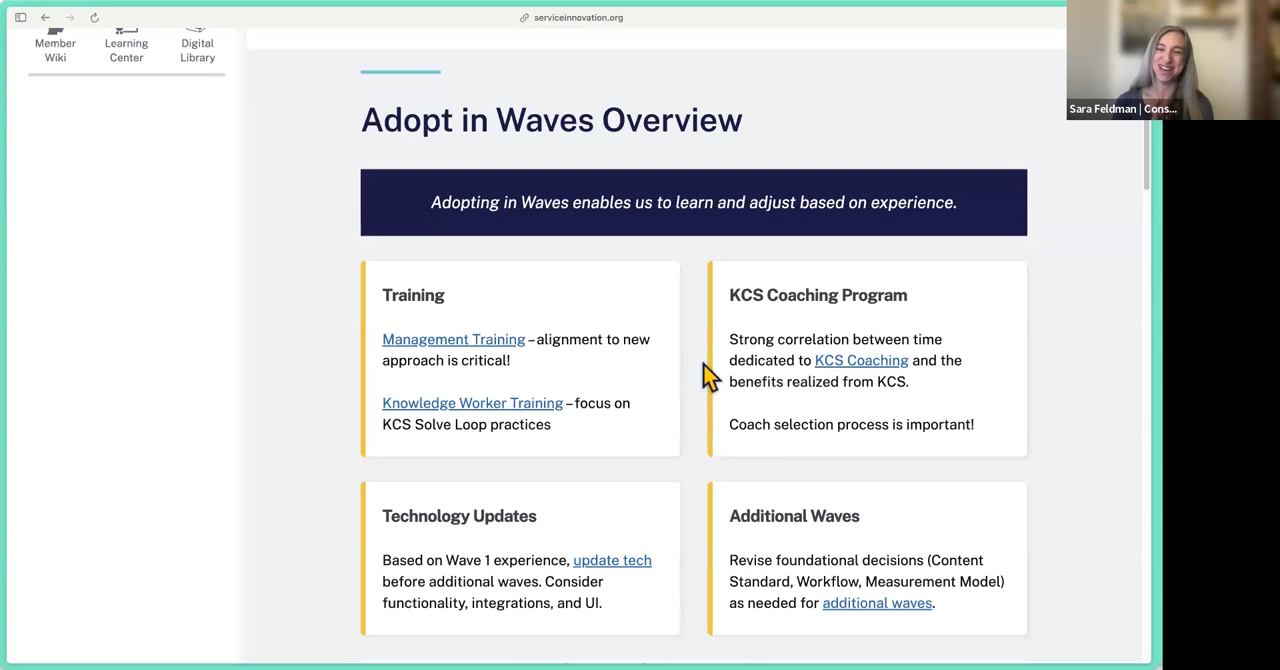 serviceinnovation.org
Member
Wiki
Learning
Center
Digital
Library
Sara Feldman | Cons...
Adopt in Waves Overview
Adopting in Waves enables us to learn and adjust based on experience.
Training
Management Training – alignment to new
approach is critical!
Knowledge Worker Training – focus on
KCS Solve Loop practices
KCS Coaching Program
Strong correlation between time
dedicated to KCS Coaching and the
benefits realized from KCS.
Coach selection process is important!
Technology Updates
Based on Wave 1 experience, update tech
before additional waves. Consider
functionality, integrations, and UI.
Additional Waves
Revise foundational decisions (Content
Standard, Workflow, Measurement Model)
as needed for additional waves.